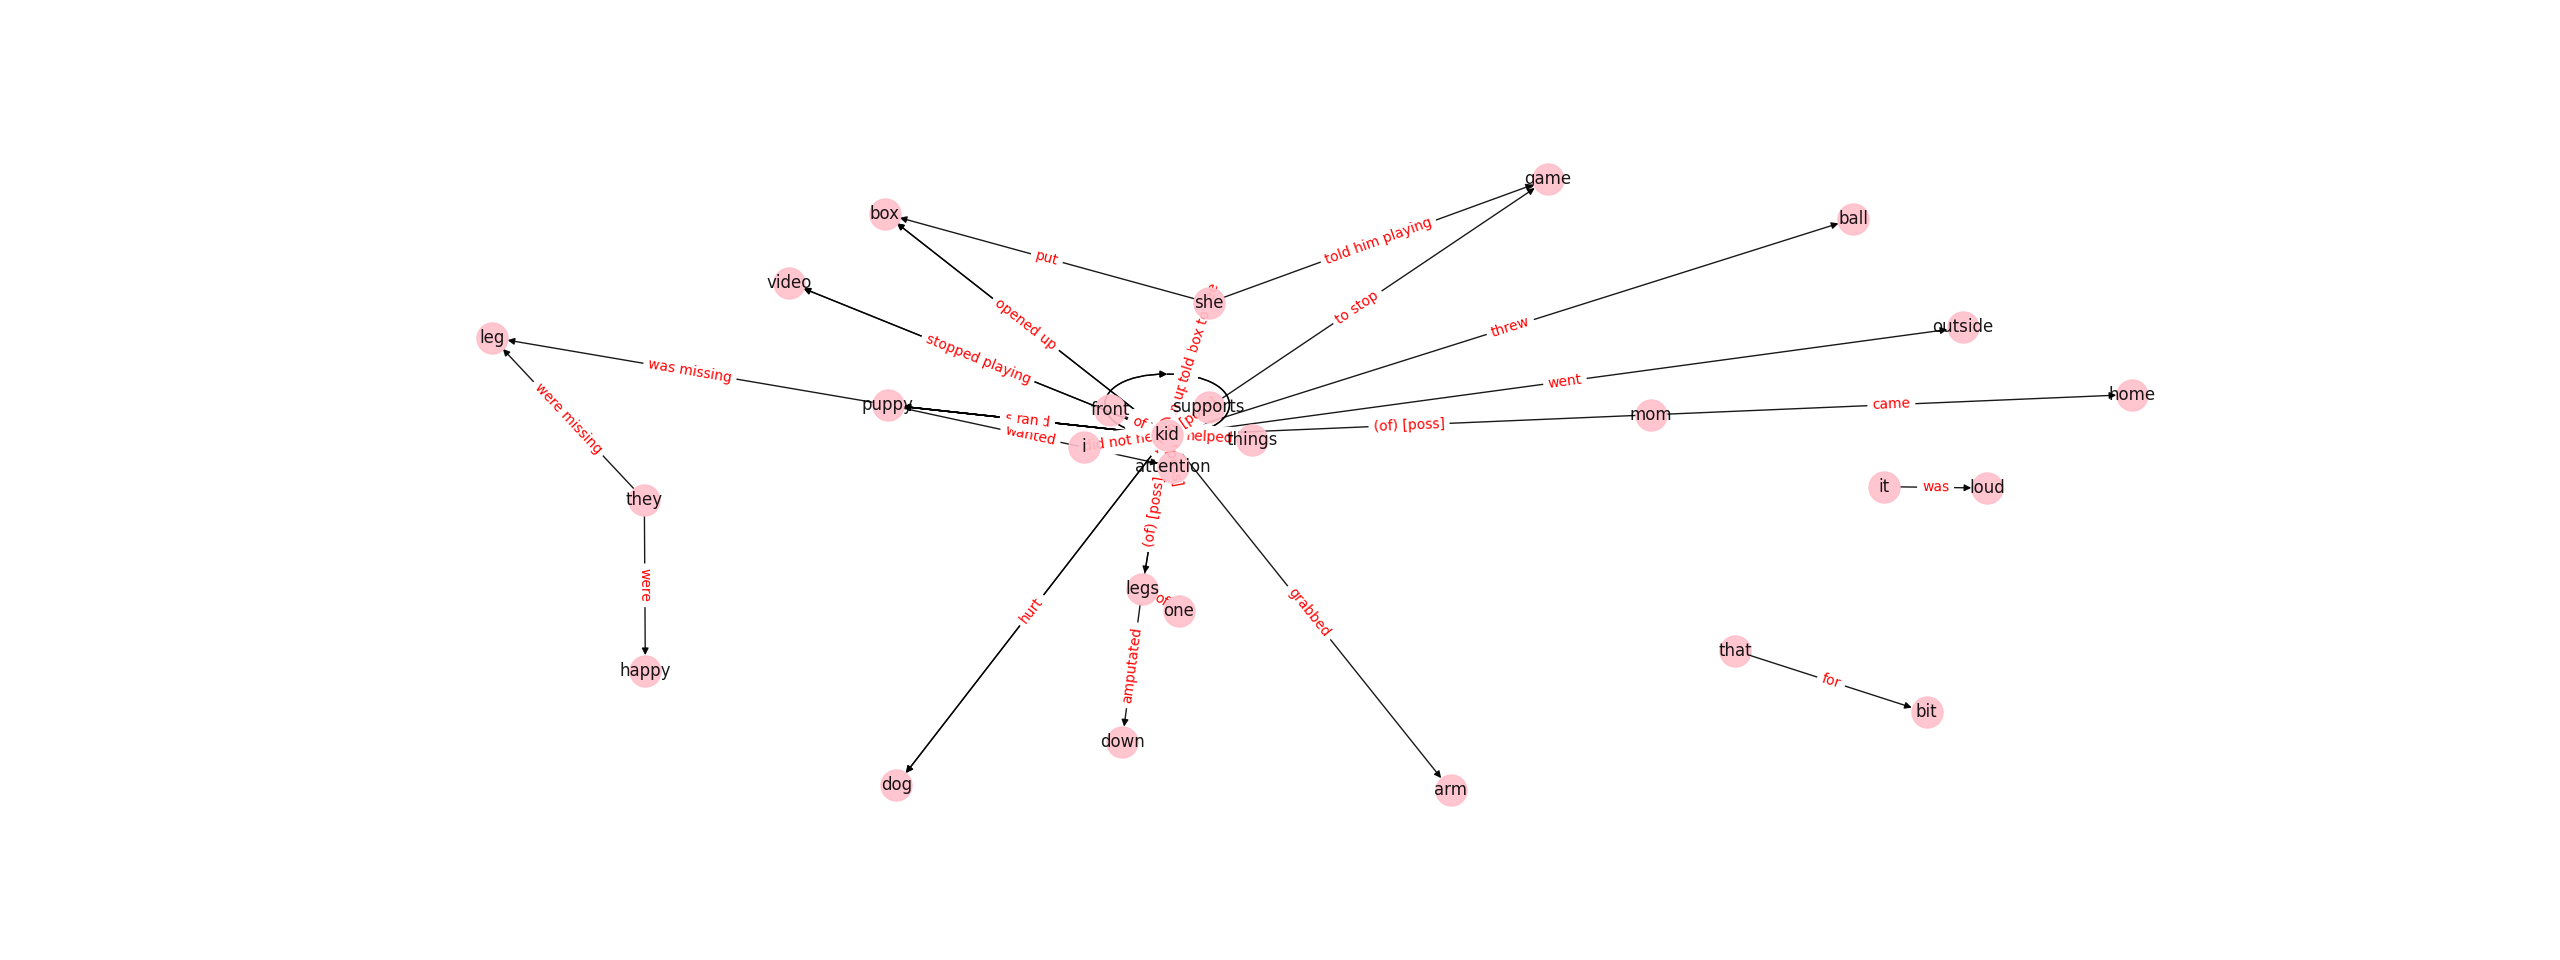 game
box
ball
told him playing
put
video
she
opened up
to stop
threw
outside
leg
stopped playing
was missing
went
home
puppy
front
supports
mom
came
were missing
ran
of
(of) [poss]
wanted
i
kid
helped
things
attention
they
it
was
loud
(of) [poss]
were
legs
of
one
hurt
grabbed
happy
amputated
that
for
bit
down
dog
arm